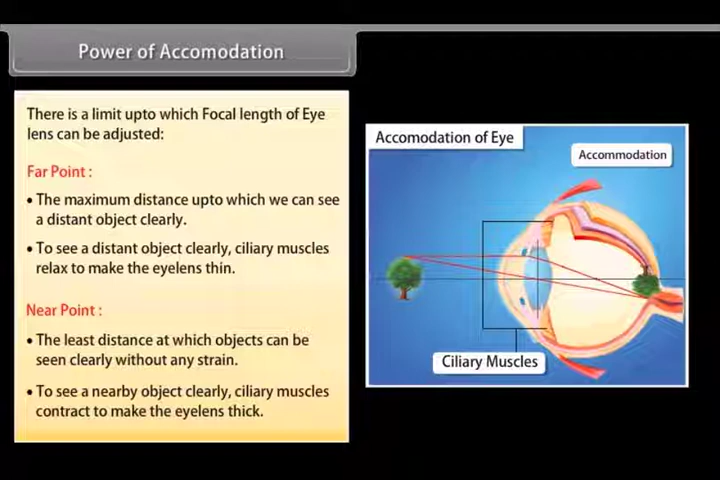 Power of Accomodation
There is a limit upto which Focal length of Eye
lens can be adjusted:
Far Point :
• The maximum distance upto which we can see
a distant object clearly.
• To see a distant object clearly, ciliary muscles
relax to make the eyelens thin.
Near Point :
• The least distance at which objects can be
seen clearly without any strain.
• To see a nearby object clearly, ciliary muscles
contract to make the eyelens thick.
Accomodation of Eye
Accommodation
Ciliary Muscles